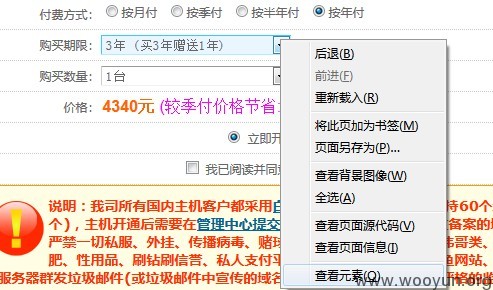 付费方式： 按月付 按季付 按半年付 按年付
购买期限： 3年（买3年赠送1年）
购买数量： 1台
价格： 4340元 (较季付价格节省
立即开
我已阅读并同意
后退(B)
前进(F)
重新载入(R)
将此页加为书签(M)
页面另存为(P)...
查看背景图像(W)
全选(A)
查看页面源代码(V)
查看页面信息(I)
查看元素(Q)
说明：我司所有国内主机客户都采用
持60个
个)，主机开通后需要在管理中心提交
备案的
严禁一切私服、外挂、传播病毒、赌
哥类、
肥、性用品、刷钻刷信誉、私人支付平
鱼网站、
服务器群发垃圾邮件(或垃圾邮件中宣传的域名
www.wooyun.org